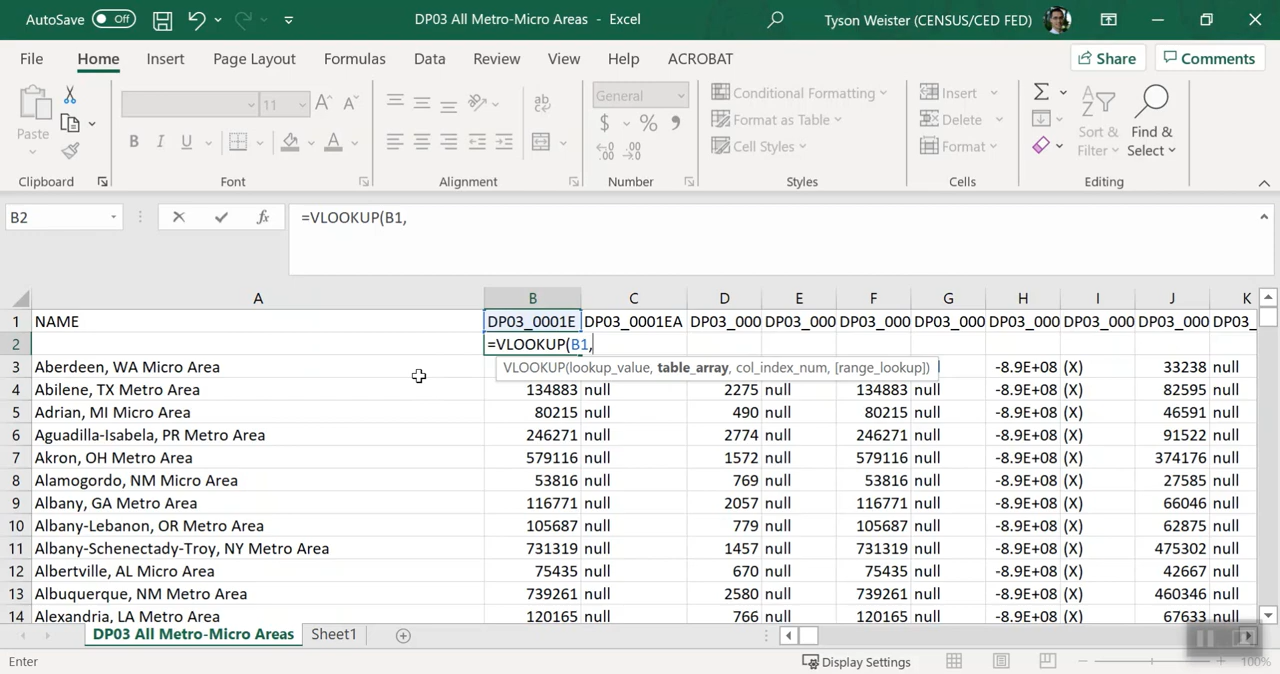 AutoSave Off DP03 All Metro-Micro Areas - Excel Tyson Weister (CENSUS/CED FED)
File Home Insert Page Layout Formulas Data Review View Help ACROBAT Share Comments
11 General Conditional Formatting Insert
Paste Format as Table Delete Sort & Find &
Cell Styles Format Filter Select
Clipboard Font Alignment Number Styles Cells Editing
B2 fx =VLOOKUP(B1,
A B C D E F G H I J K
1 NAME DP03_0001E DP03_0001EA DP03_000 DP03_000 DP03_000 DP03_000 DP03_000 DP03_000 DP03_000 DP03_
2 =VLOOKUP(B1,
VLOOKUP(lookup_value, table_array, col_index_num, [range_lookup])
3 Aberdeen, WA Micro Area -8.9E+08 (X) 33238 null
4 Abilene, TX Metro Area 134883 null 2275 null 134883 null -8.9E+08 (X) 82595 null
5 Adrian, MI Micro Area 80215 null 490 null 80215 null -8.9E+08 (X) 46591 null
6 Aguadilla-Isabela, PR Metro Area 246271 null 2774 null 246271 null -8.9E+08 (X) 91522 null
7 Akron, OH Metro Area 579116 null 1572 null 579116 null -8.9E+08 (X) 374176 null
8 Alamogordo, NM Micro Area 53816 null 769 null 53816 null -8.9E+08 (X) 27585 null
9 Albany, GA Metro Area 116771 null 2057 null 116771 null -8.9E+08 (X) 66046 null
10 Albany-Lebanon, OR Metro Area 105687 null 779 null 105687 null -8.9E+08 (X) 62875 null
11 Albany-Schenectady-Troy, NY Metro Area 731319 null 1457 null 731319 null -8.9E+08 (X) 475302 null
12 Albertville, AL Micro Area 75435 null 670 null 75435 null -8.9E+08 (X) 42667 null
13 Albuquerque, NM Metro Area 739261 null 2580 null 739261 null -8.9E+08 (X) 460346 null
14 Alexandria, LA Metro Area 120165 null 766 null 120165 null -8.9E+08 (X) 67633 null
DP03 All Metro-Micro Areas Sheet1
Enter Display Settings 100%